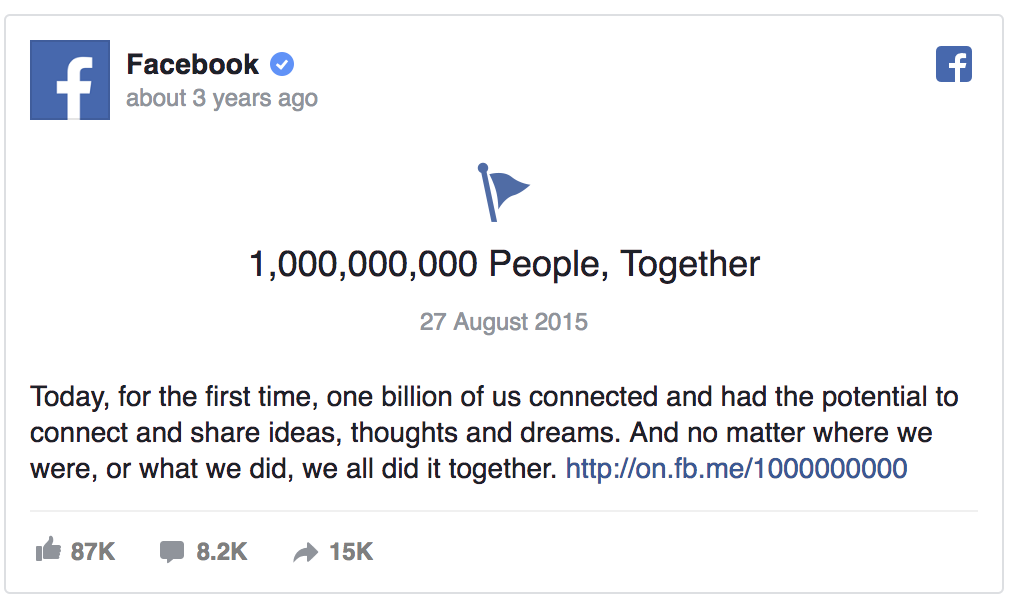 Facebook
about 3 years ago
1,000,000,000 People, Together
27 August 2015
Today, for the first time, one billion of us connected and had the potential to
connect and share ideas, thoughts and dreams. And no matter where we
were, or what we did, we all did it together. http://on.fb.me/1000000000
87K 8.2K 15K